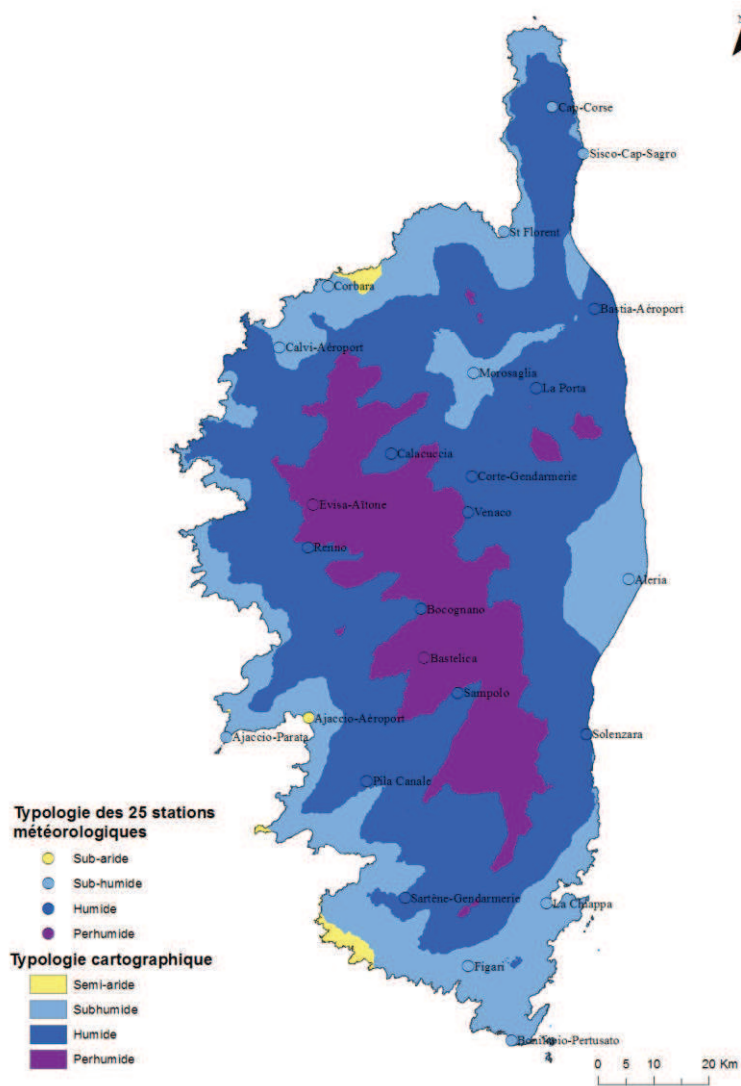 Cap-Corse
Sisco-Cap-Sagro
St Florent
Corbara
Bastia-Aéroport
Calvi-Aéroport
Morosaglia
La Porta
Calacuccia
Corte-Gendarmerie
Evisa-Aïtone
Venaco
Renno
Aleria
Bocognano
Bastelica
Sampolo
Ajaccio-Aéroport
Ajaccio-Parata
Solenzara
Pila Canale
Sartène-Gendarmerie
La Chiappa
Figari
Bonifacio-Pertusato
Typologie des 25 stations
météorologiques
Sub-aride
Sub-humide
Humide
Perhumide
Typologie cartographique
Semi-aride
Subhumide
Humide
Perhumide
0 5 10 20 Km